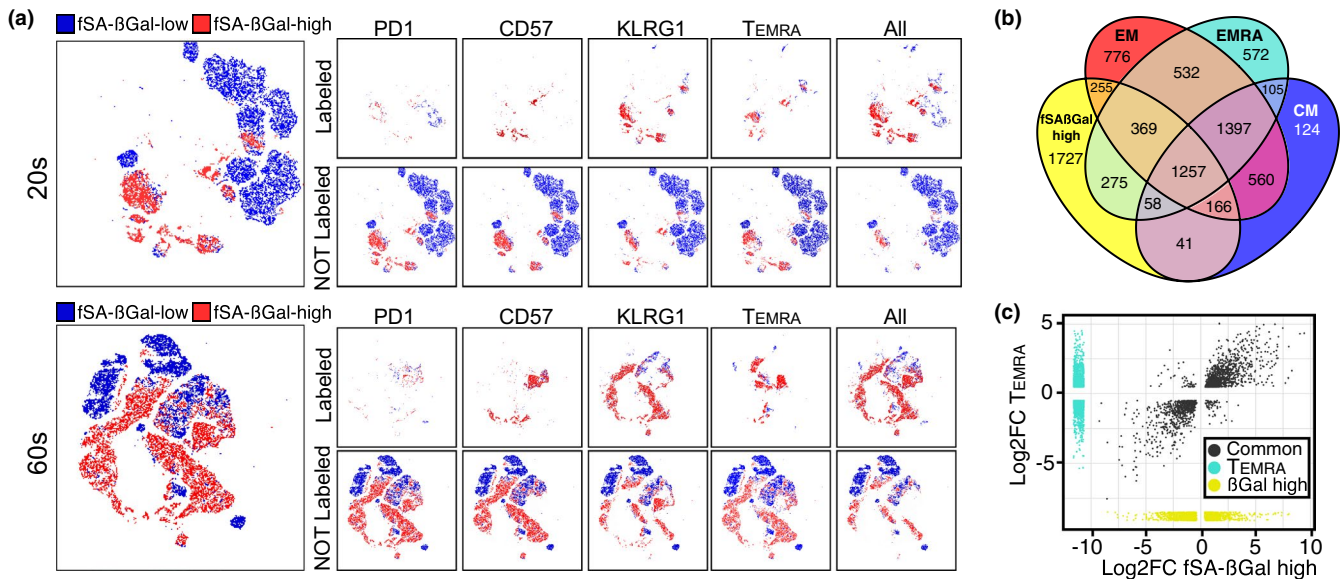 (a)
fSA-ßGal-low fSA-ßGal-high
PD1 CD57 KLRG1 TEMRA All
20s
Labeled
NOT Labeled
fSA-ßGal-low fSA-ßGal-high
PD1 CD57 KLRG1 TEMRA All
60s
Labeled
NOT Labeled
(b)
EM
776
EMRA
572
532
255
105
fSAßGal
high
1727
CM
124
369
1397
275
1257
560
58
166
41
(c)
5
0
-5
Log2FC TEMRA
Common
TEMRA
ßGal high
-10 -5 0 5 10
Log2FC fSA-ßGal high